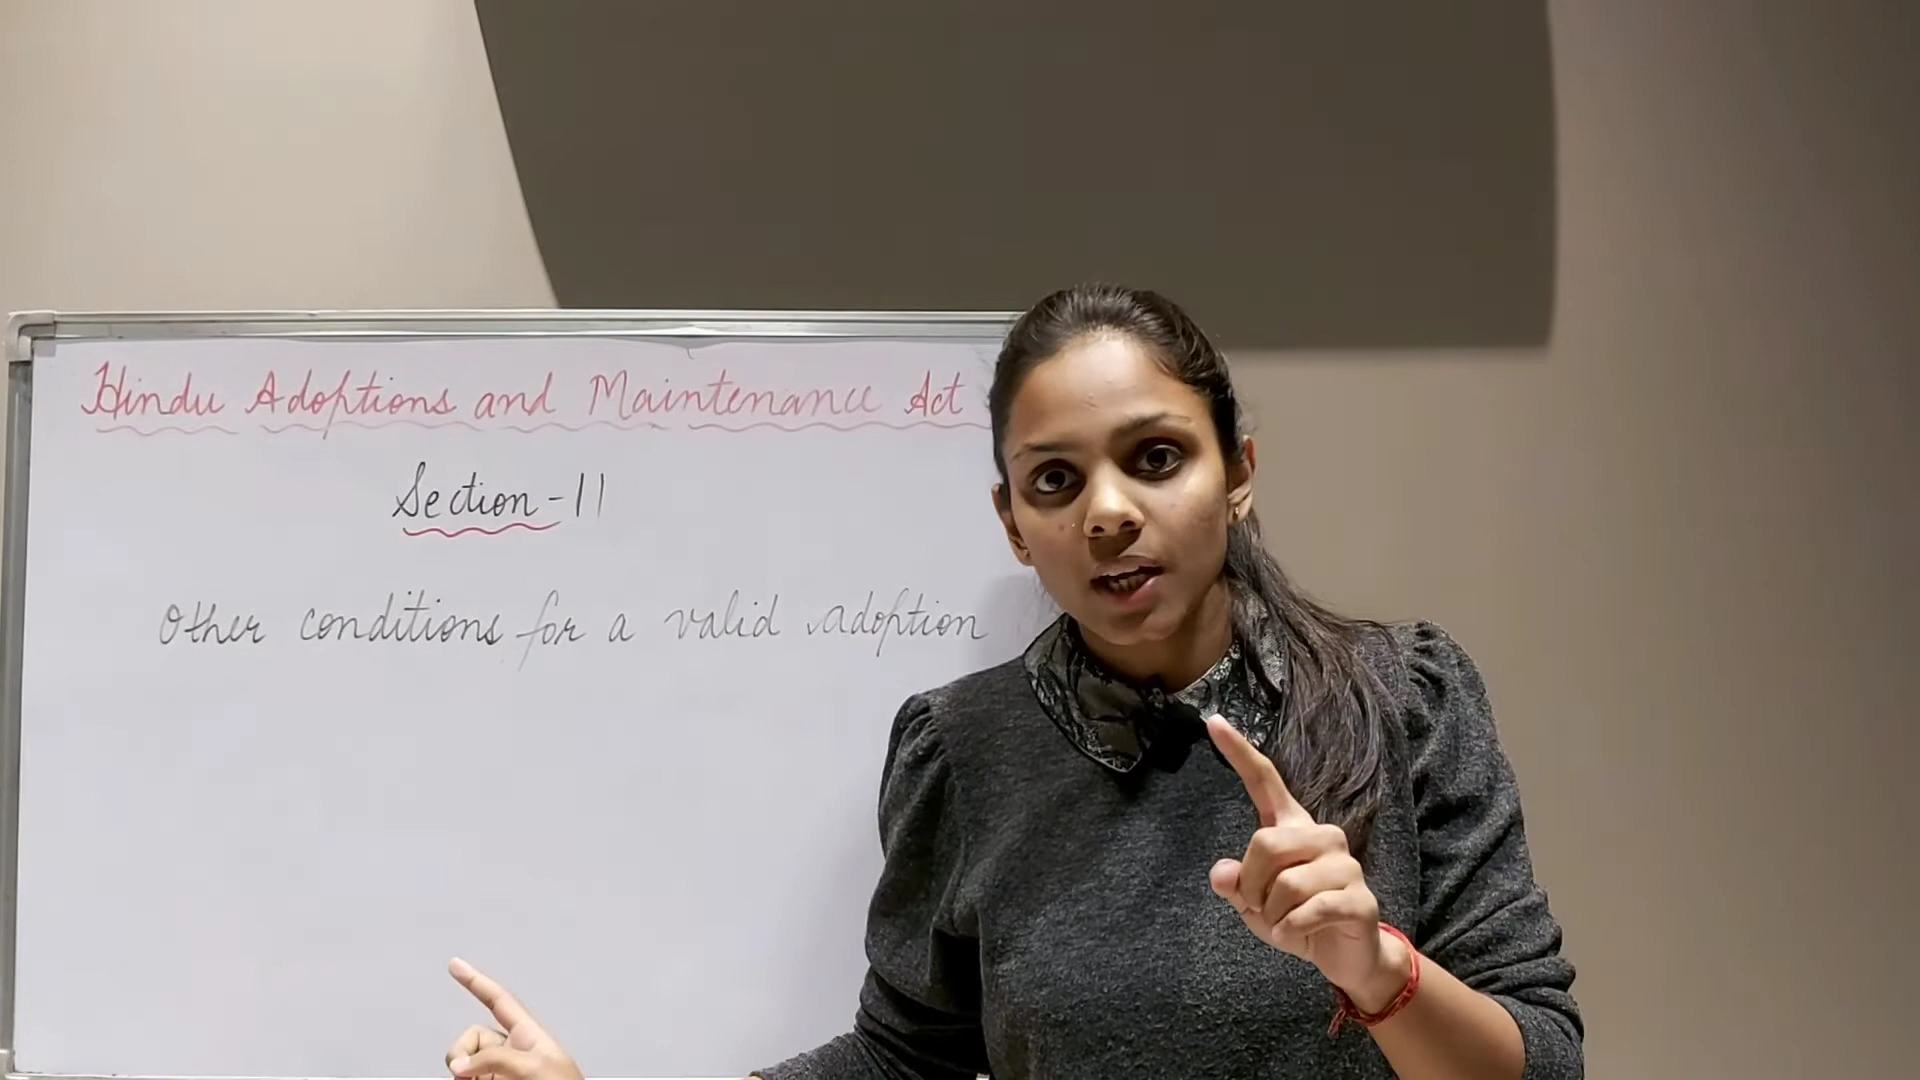 Hindu Adoptions and Maintenance Act
Section-11
Other conditions for a valid adoption